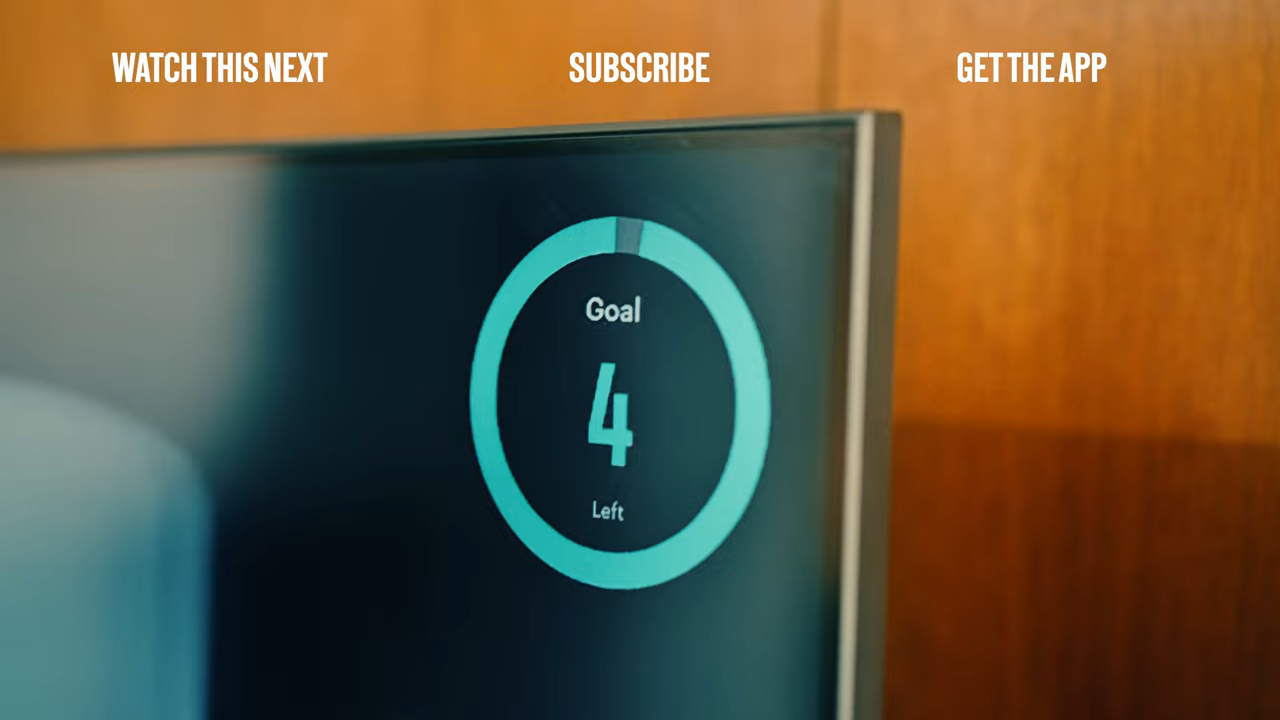 WATCH THIS NEXT
SUBSCRIBE
GET THE APP
Goal
4
Left